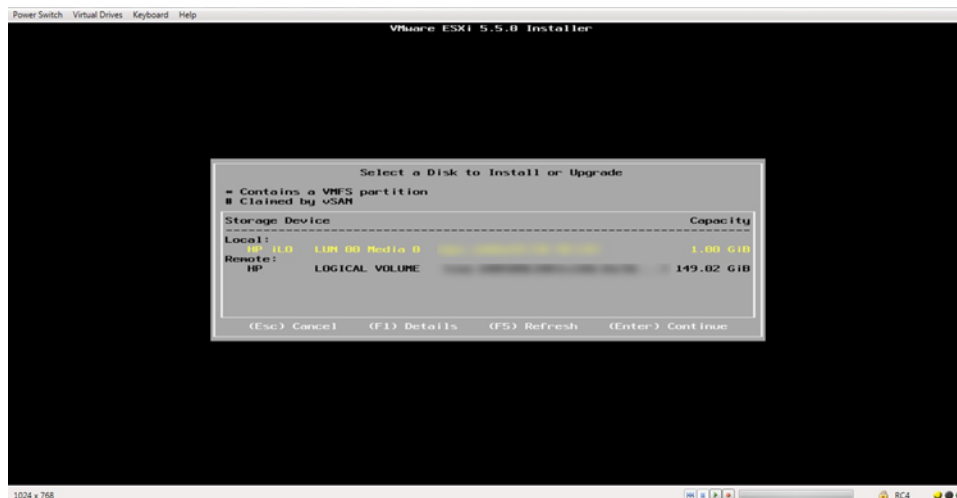 Power Switch Virtual Drives Keyboard Help
VMware ESXi 5.5.0 Installer
Select a Disk to Install or Upgrade
* Contains a VMFS partition
# Claimed by vSAN
Storage Device Capacity
Local:
HP iLO LUN 00 Media 0 1.00 GiB
Remote:
HP LOGICAL VOLUME 149.02 GiB
(Esc) Cancel (F1) Details (F5) Refresh (Enter) Continue
1024 x 768 RC4